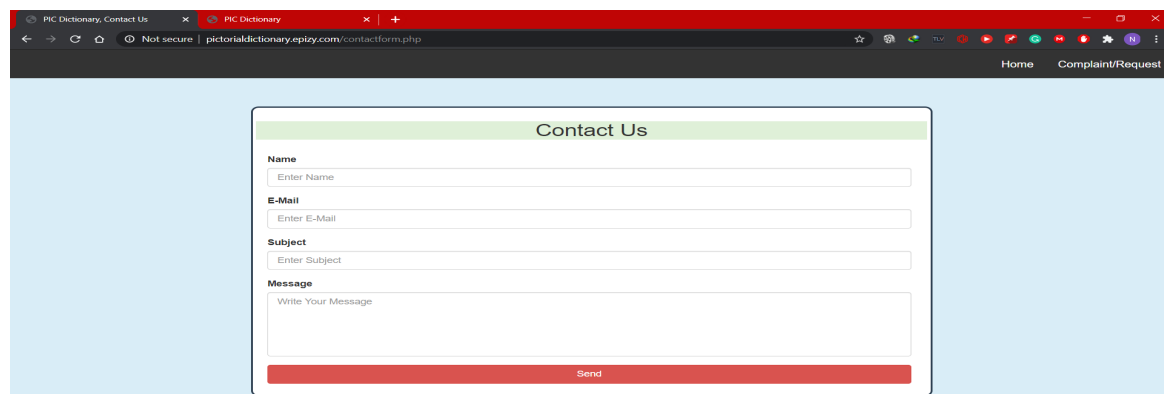 PIC Dictionary, Contact Us PIC Dictionary
Not secure pictorialdictionary.epizy.com/contactform.php
Home Complaint/Request
Contact Us
Name
Enter Name
E-Mail
Enter E-Mail
Subject
Enter Subject
Message
Write Your Message
Send